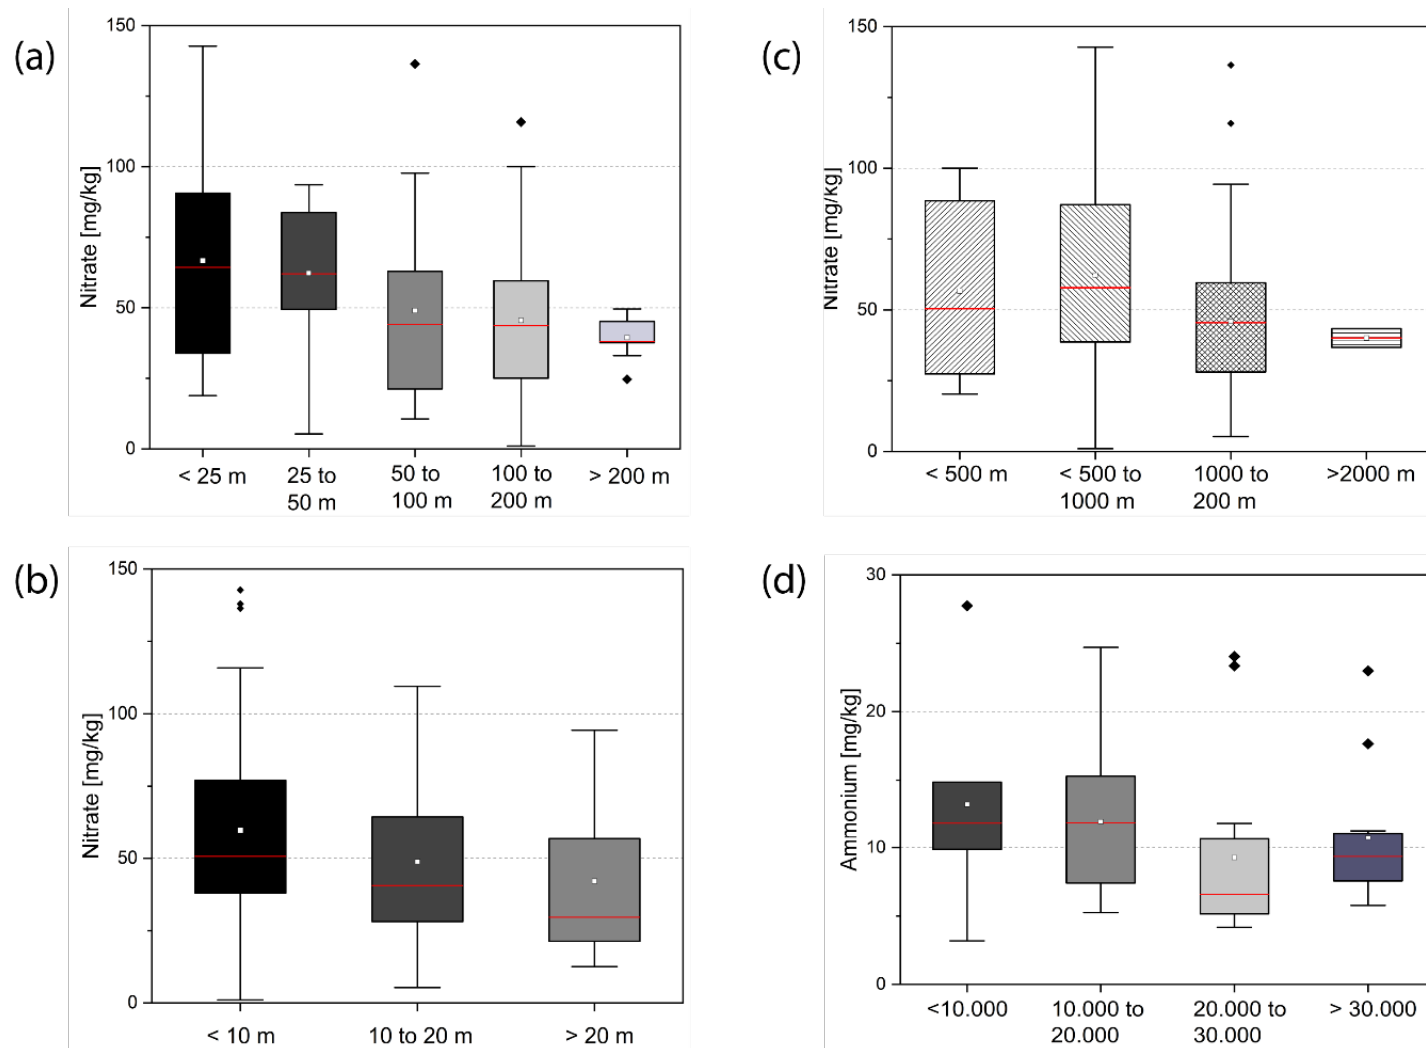 (a)
150
100
50
0
Nitrate [mg/kg]
< 25 m
25 to
50 m
50 to
100 m
100 to
200 m
> 200 m
(c)
150
100
50
0
Nitrate [mg/kg]
< 500 m
< 500 to
1000 m
1000 to
200 m
>2000 m
(b)
150
100
50
0
Nitrate [mg/kg]
< 10 m
10 to 20 m
> 20 m
(d)
30
20
10
0
Ammonium [mg/kg]
<10.000
10.000 to
20.000
20.000 to
30.000
> 30.000